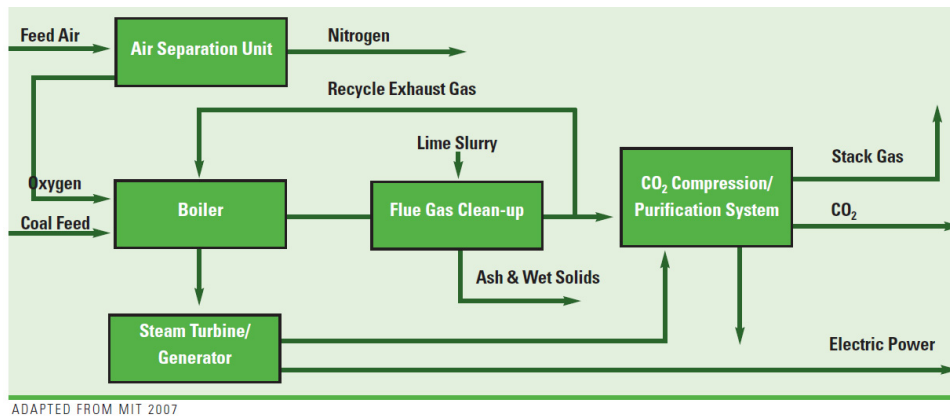 Feed Air
Air Separation Unit
Nitrogen
Recycle Exhaust Gas
Lime Slurry
Stack Gas
Oxygen
Boiler
Flue Gas Clean-up
CO₂ Compression/
Purification System
CO₂
Coal Feed
Ash & Wet Solids
Steam Turbine/
Generator
Electric Power
ADAPTED FROM MIT 2007